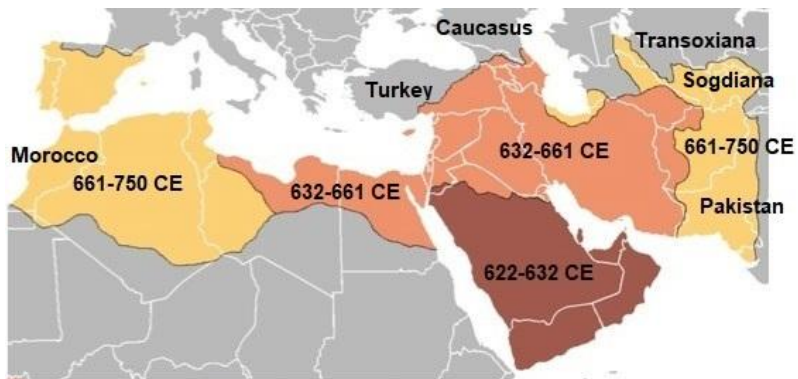 Caucasus
Transoxiana
Sogdiana
Turkey
Morocco
661-750 CE
632-661 CE
632-661 CE
661-750 CE
Pakistan
622-632 CE